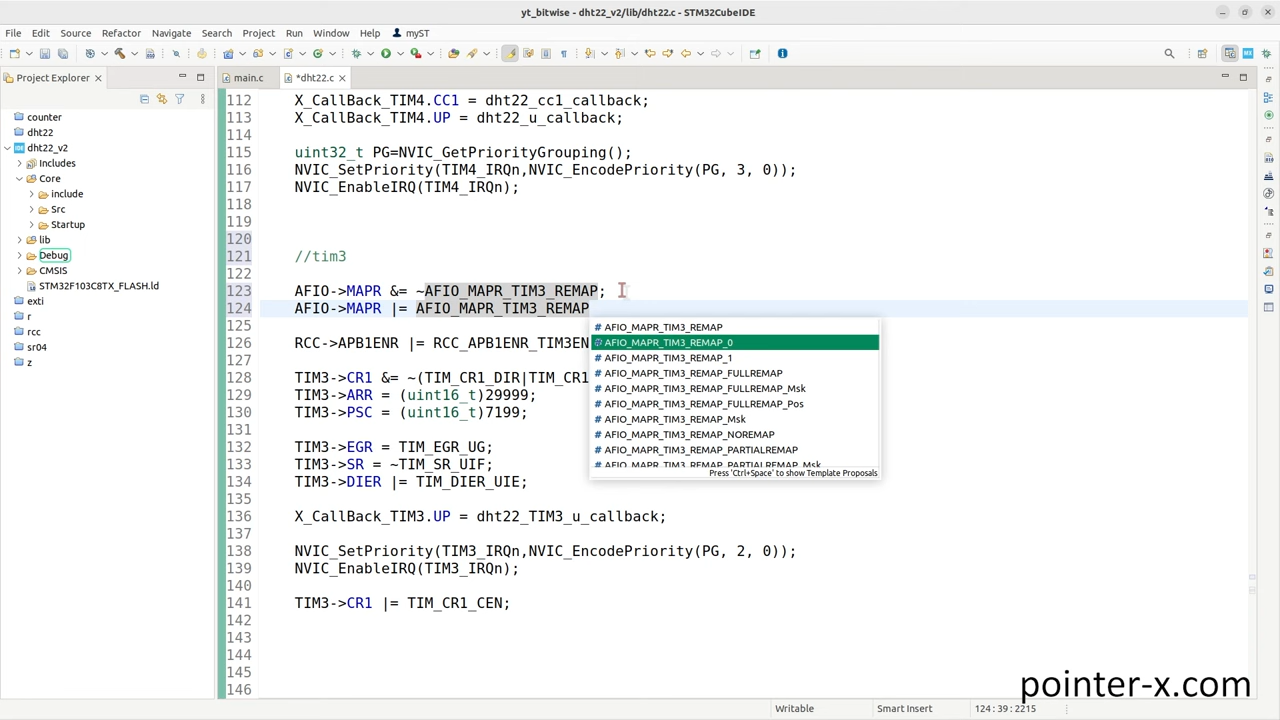 yt_bitwise - dht22_v2/lib/dht22.c - STM32CubeIDE
File Edit Source Refactor Navigate Search Project Run Window Help myST
Project Explorer
main.c
*dht22.c
counter
dht22
dht22_v2
Includes
Core
include
Src
Startup
lib
Debug
CMSIS
STM32F103C8TX_FLASH.ld
exti
r
rcc
sr04
z
112 X_CallBack_TIM4.CC1 = dht22_cc1_callback;
113 X_CallBack_TIM4.UP = dht22_u_callback;
114
115 uint32_t PG=NVIC_GetPriorityGrouping();
116 NVIC_SetPriority(TIM4_IRQn,NVIC_EncodePriority(PG, 3, 0));
117 NVIC_EnableIRQ(TIM4_IRQn);
118
119
120
121 //tim3
122
123 AFIO->MAPR &= ~AFIO_MAPR_TIM3_REMAP;
124 AFIO->MAPR |= AFIO_MAPR_TIM3_REMAP
125
126 RCC->APB1ENR |= RCC_APB1ENR_TIM3EN
127
128 TIM3->CR1 &= ~(TIM_CR1_DIR|TIM_CR1
129 TIM3->ARR = (uint16_t)29999;
130 TIM3->PSC = (uint16_t)7199;
131
132 TIM3->EGR = TIM_EGR_UG;
133 TIM3->SR = ~TIM_SR_UIF;
134 TIM3->DIER |= TIM_DIER_UIE;
135
136 X_CallBack_TIM3.UP = dht22_TIM3_u_callback;
137
138 NVIC_SetPriority(TIM3_IRQn,NVIC_EncodePriority(PG, 2, 0));
139 NVIC_EnableIRQ(TIM3_IRQn);
140
141 TIM3->CR1 |= TIM_CR1_CEN;
142
143
144
145
146
# AFIO_MAPR_TIM3_REMAP
# AFIO_MAPR_TIM3_REMAP_0
# AFIO_MAPR_TIM3_REMAP_1
# AFIO_MAPR_TIM3_REMAP_FULLREMAP
# AFIO_MAPR_TIM3_REMAP_FULLREMAP_Msk
# AFIO_MAPR_TIM3_REMAP_FULLREMAP_Pos
# AFIO_MAPR_TIM3_REMAP_Msk
# AFIO_MAPR_TIM3_REMAP_NOREMAP
# AFIO_MAPR_TIM3_REMAP_PARTIALREMAP
# AFIO_MAPR_TIM3_REMAP_PARTIALREMAP_Msk
Press 'Ctrl+Space' to show Template Proposals
pointer-x.com
Writable
Smart Insert
124 : 39 : 2215